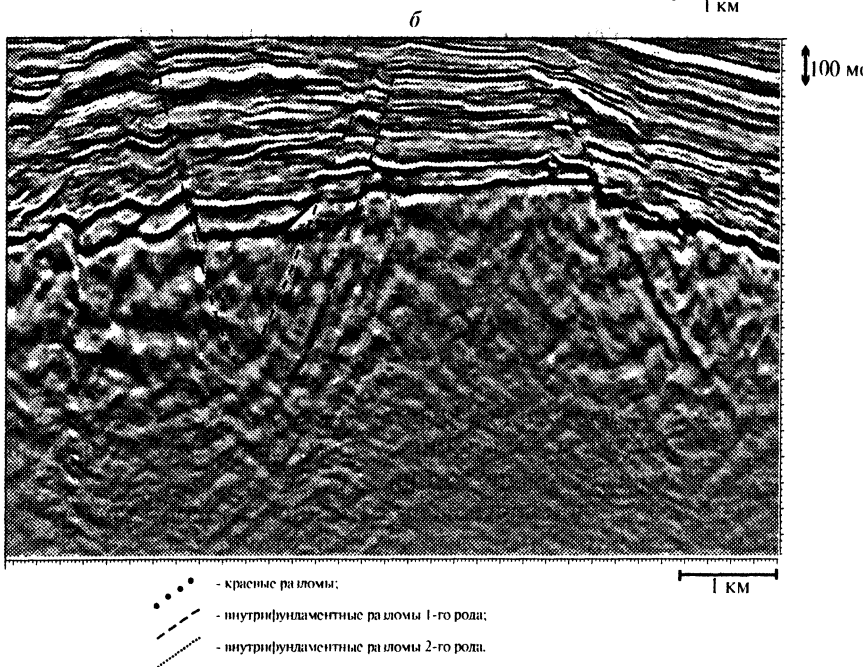 1 км
б
100 мс
1 км
- краевые разломы;
- внутрифундаментные разломы 1-го рода;
- внутрифундаментные разломы 2-го рода.